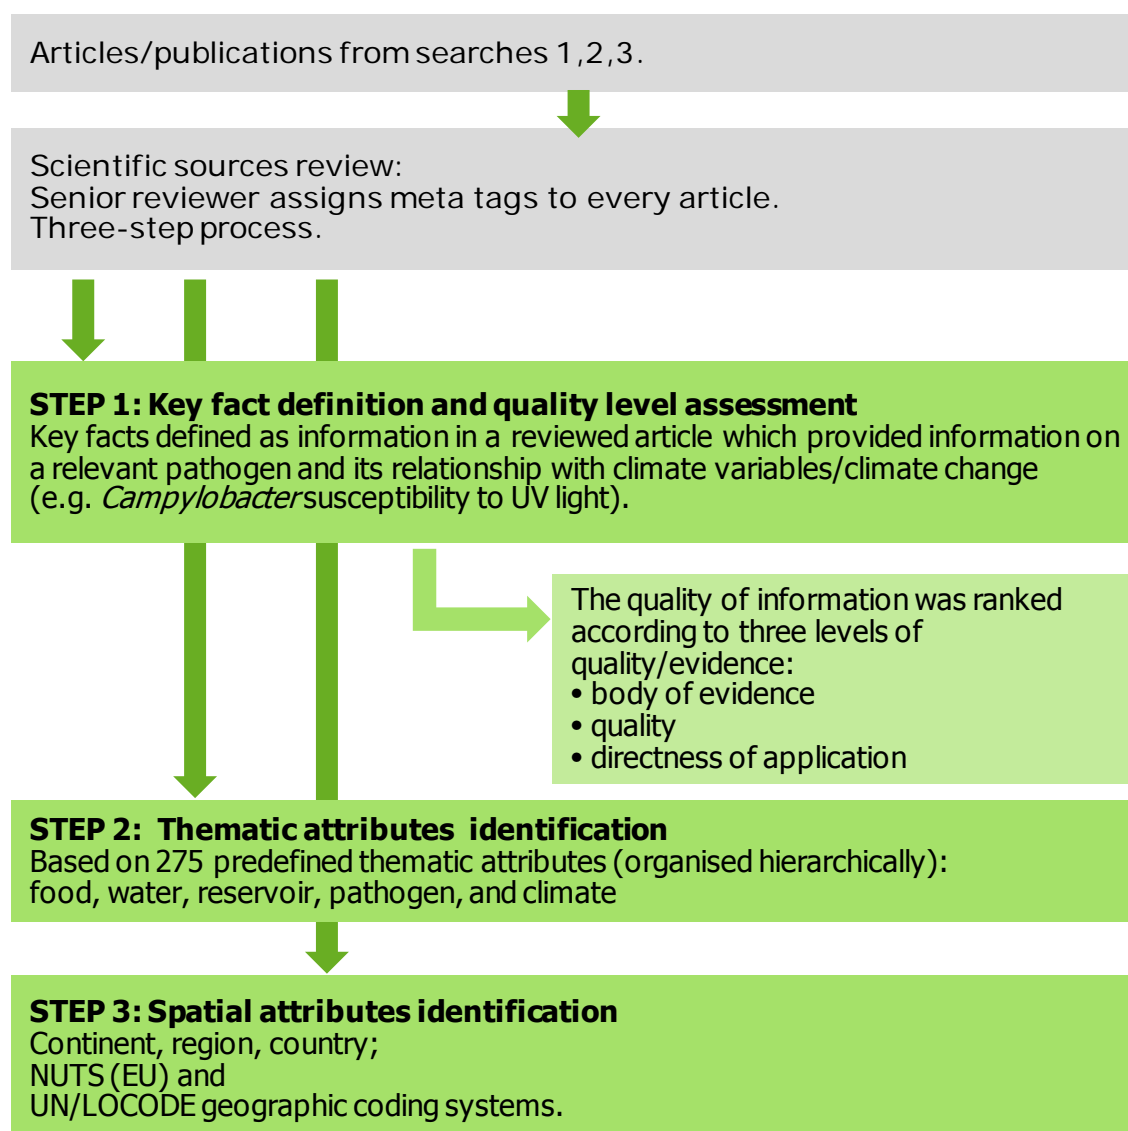 Articles/publications from searches 1,2,3.
Scientific sources review:
Senior reviewer assigns meta tags to every article.
Three-step process.
STEP 1: Key fact definition and quality level assessment
Key facts defined as information in a reviewed article which provided information on
a relevant pathogen and its relationship with climate variables/climate change
(e.g. Campylobacter susceptibility to UV light).
The quality of information was ranked
according to three levels of
quality/evidence:
• body of evidence
• quality
• directness of application
STEP 2: Thematic attributes identification
Based on 275 predefined thematic attributes (organised hierarchically):
food, water, reservoir, pathogen, and climate
STEP 3: Spatial attributes identification
Continent, region, country;
NUTS (EU) and
UN/LOCODE geographic coding systems.